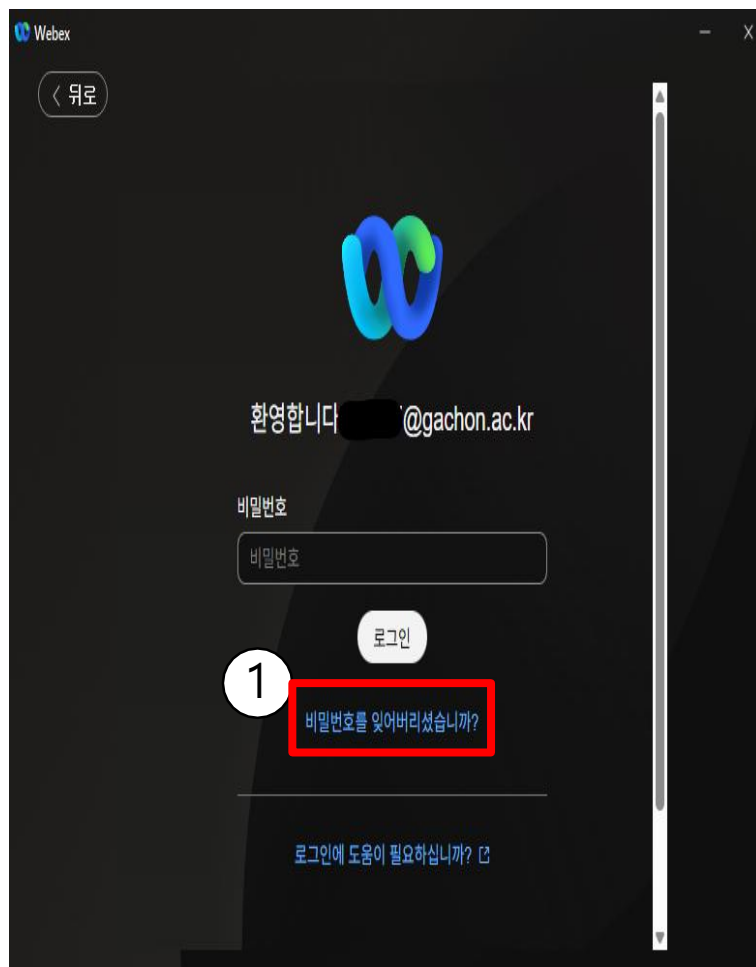 Webex
뒤로
환영합니다 @gachon.ac.kr
비밀번호
비밀번호
로그인
1
비밀번호를 잊어버리셨습니까?
로그인에 도움이 필요하십니까?